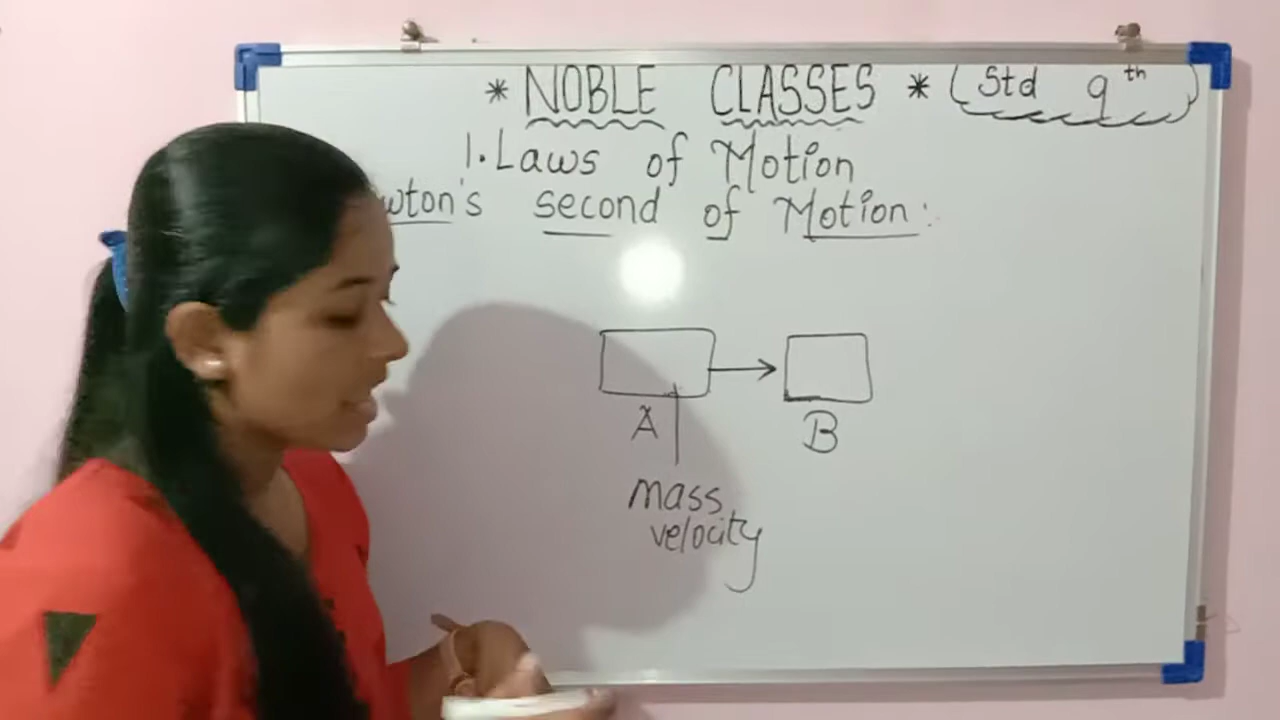 * NOBLE CLASSES * (Std 9th)
1. Laws of Motion
wton's second of Motion:
A
B
mass
velocity